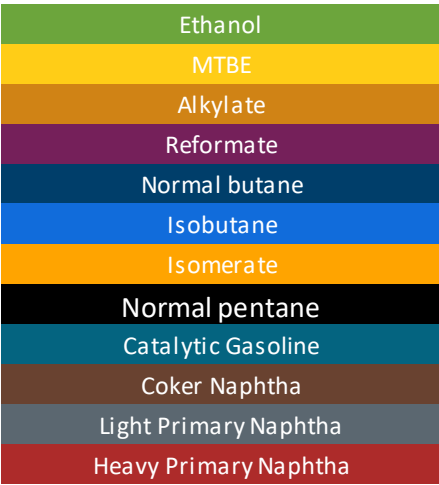 Ethanol
MTBE
Alkylate
Reformate
Normal butane
Isobutane
Isomerate
Normal pentane
Catalytic Gasoline
Coker Naphtha
Light Primary Naphtha
Heavy Primary Naphtha